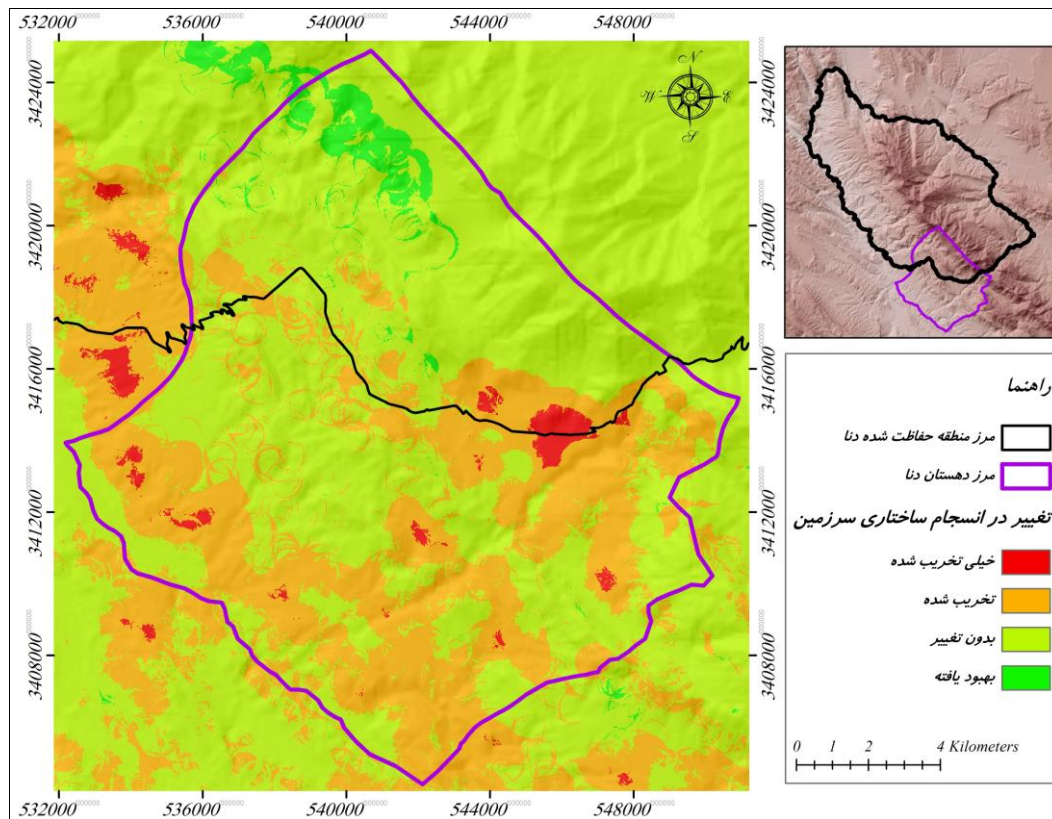 532000 536000 540000 544000 548000
3424000
3420000
3416000
3412000
3408000
N
W E
S
3424000
3420000
3416000
3412000
3408000
532000 536000 540000 544000 548000
راهنما
مرز منطقه حفاظت شده دنا
مرز دهستان دنا
تغییر در انسجام ساختاری سرزمین
خیلی تخریب شده
تخریب شده
بدون تغییر
بهبود یافته
0 1 2 4 Kilometers